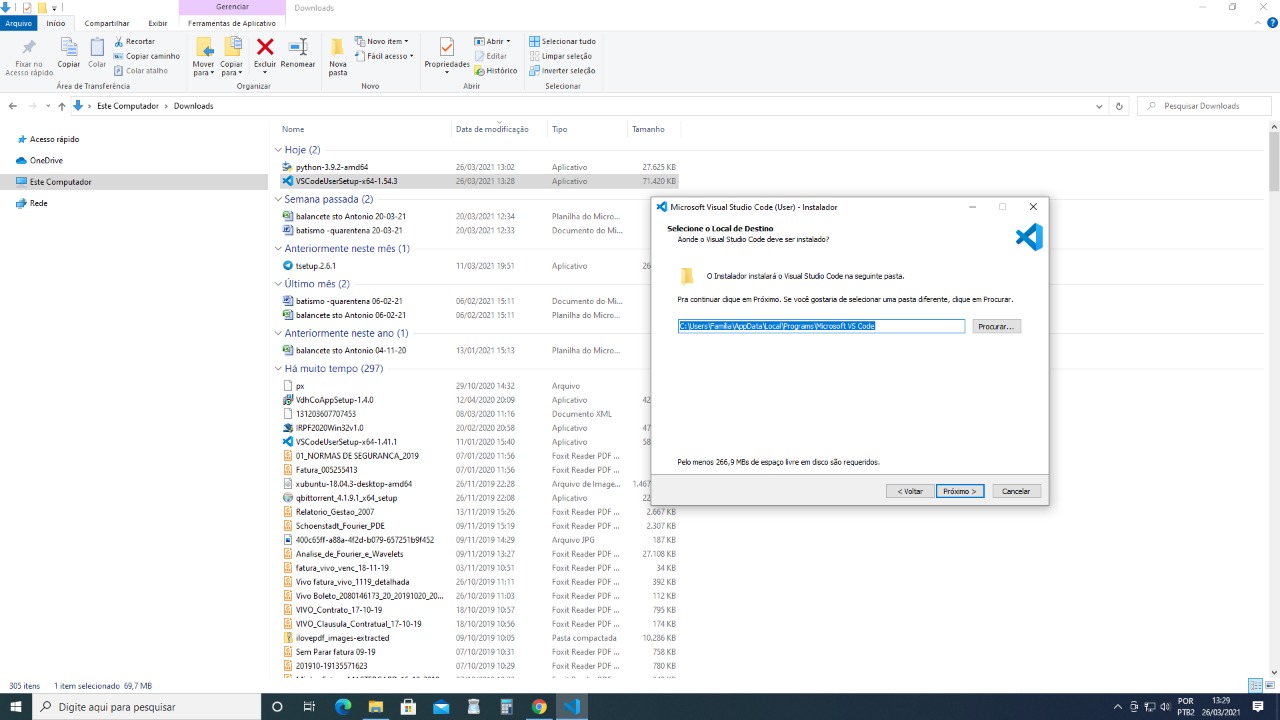 Gerenciar
Downloads
Arquivo
Início
Compartilhar
Exibir
Ferramentas de Aplicativo
Fixar no
Acesso rápido
Copiar
Colar
Recortar
Copiar caminho
Colar atalho
Área de Transferência
Mover
para
Copiar
para
Excluir
Renomear
Organizar
Nova
pasta
Novo item
Fácil acesso
Novo
Propriedades
Abrir
Editar
Histórico
Abrir
Selecionar tudo
Limpar seleção
Inverter seleção
Selecionar
Este Computador > Downloads
Pesquisar Downloads
Acesso rápido
OneDrive
Este Computador
Rede
Nome Data de modificação Tipo Tamanho
Hoje (2)
python-3.9.2-amd64 26/03/2021 13:02 Aplicativo 27.625 KB
VSCodeUserSetup-x64-1.54.3 26/03/2021 13:28 Aplicativo 71.420 KB
Semana passada (2)
balancete sto Antonio 20-03-21 20/03/2021 12:34 Planilha do Micro...
batismo -quarentena 20-03-21 20/03/2021 12:33 Documento do Mi...
Anteriormente neste mês (1)
tsetup.2.6.1 11/03/2021 19:51 Aplicativo 26
Último mês (2)
batismo -quarentena 06-02-21 06/02/2021 15:11 Documento do Mi...
balancete sto Antonio 06-02-21 06/02/2021 15:11 Planilha do Micro...
Anteriormente neste ano (1)
balancete sto Antonio 04-11-20 13/01/2021 15:13 Planilha do Micro...
Há muito tempo (297)
px 29/10/2020 14:32 Arquivo
VdhCoAppSetup-1.4.0 12/04/2020 20:09 Aplicativo 42
131203607707453 08/03/2020 11:16 Documento XML
IRPF2020Win32v1.0 20/02/2020 20:58 Aplicativo 47
VSCodeUserSetup-x64-1.41.1 11/01/2020 15:40 Aplicativo 58
01_NORMAS DE SEGURANCA_2019 07/01/2020 11:56 Foxit Reader PDF ...
Fatura_005255413 07/01/2020 11:56 Foxit Reader PDF ...
xubuntu-18.04.3-desktop-amd64 26/11/2019 22:28 Arquivo de Image... 1.467
qbittorrent_4.1.9.1_x64_setup 26/11/2019 22:08 Aplicativo 22
Relatorio_Gestao_2007 13/11/2019 15:26 Foxit Reader PDF ... 2.667 KB
Schoenstadt_Fourier_PDE 09/11/2019 15:19 Foxit Reader PDF ... 2.307 KB
400c65ff-a88a-4f2d-b079-657251b9f452 09/11/2019 14:29 Arquivo JPG 187 KB
Analise_de_Fourier_e_Wavelets 09/11/2019 13:27 Foxit Reader PDF ... 27.108 KB
fatura_vivo_venc_18-11-19 03/11/2019 10:51 Foxit Reader PDF ... 34 KB
Vivo fatura_vivo_1119_detalhada 26/10/2019 11:11 Foxit Reader PDF ... 392 KB
Vivo Boleto_2080146173_20_20191020_20... 26/10/2019 11:03 Foxit Reader PDF ... 112 KB
VIVO_Contrato_17-10-19 18/10/2019 10:57 Foxit Reader PDF ... 795 KB
VIVO_Clausula_Contratual_17-10-19 18/10/2019 10:56 Foxit Reader PDF ... 174 KB
ilovepdf_images-extracted 09/10/2019 10:05 Pasta compactada 10.286 KB
Sem Parar fatura 09-19 07/10/2019 10:31 Foxit Reader PDF ... 758 KB
201910-19135571623 07/10/2019 10:29 Foxit Reader PDF ... 780 KB
Microsoft Visual Studio Code (User) - Instalador
Selecione o Local de Destino
Aonde o Visual Studio Code deve ser instalado?
O Instalador instalará o Visual Studio Code na seguinte pasta.
Pra continuar clique em Próximo. Se você gostaria de selecionar uma pasta diferente, clique em Procurar.
C:\Users\Familia\AppData\Local\Programs\Microsoft VS Code
Procurar...
Pelo menos 266,9 MBs de espaço livre em disco são requeridos.
< Voltar
Próximo >
Cancelar
305 itens 1 item selecionado 69,7 MB
Digite aqui para pesquisar
POR
PTB2
13:29
26/03/2021